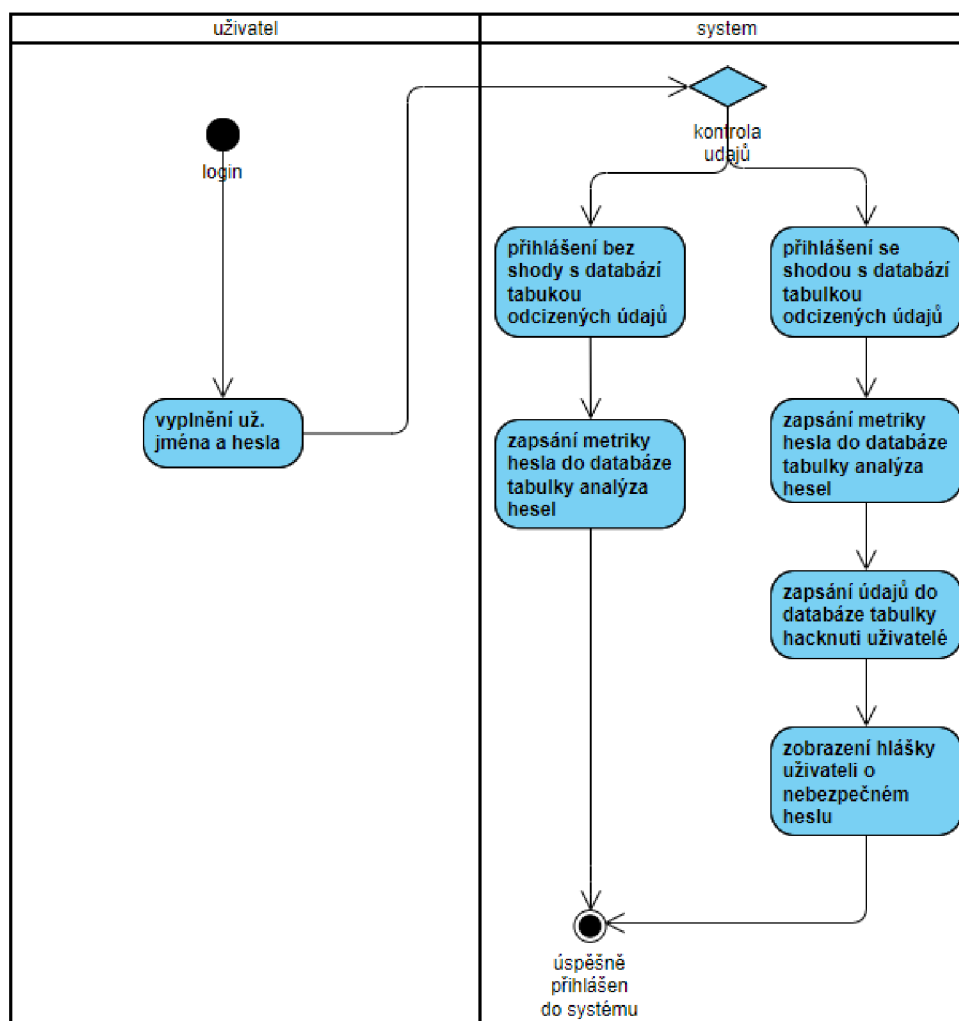 uživatel
system
login
vyplnění už.
jména a hesla
kontrola
udajů
přihlášení bez
shody s databází
tabukou
odcizených údajů
zapsání metriky
hesla do databáze
tabulky analýza
hesel
přihlášení se
shodou s databází
tabulkou
odcizených údajů
zapsání metriky
hesla do databáze
tabulky analýza
hesel
zapsání údajů do
databáze tabulky
hacknuti uživatelé
zobrazení hlášky
uživateli o
nebezpečném
heslu
úspěšně
přihlášen
do systému